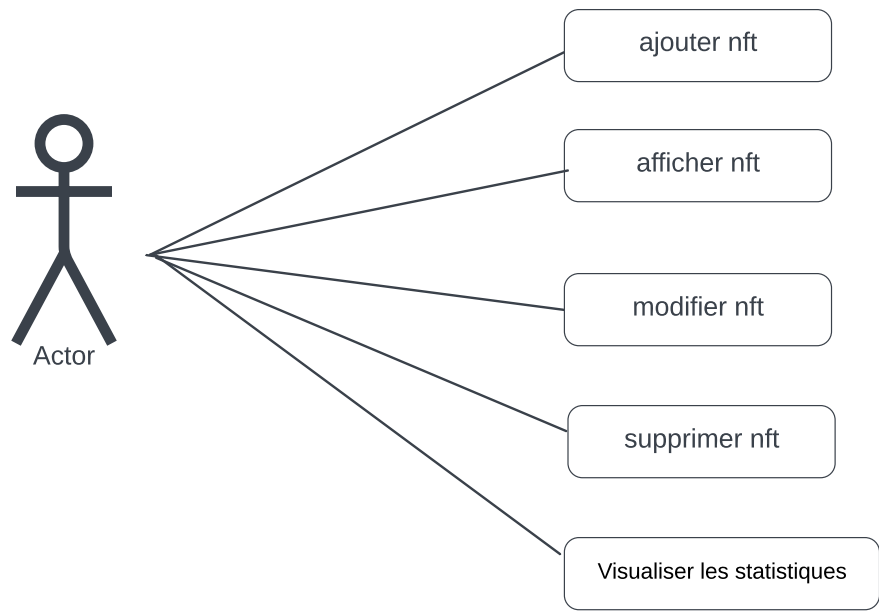 ajouter nft
afficher nft
modifier nft
Actor
supprimer nft
Visualiser les statistiques